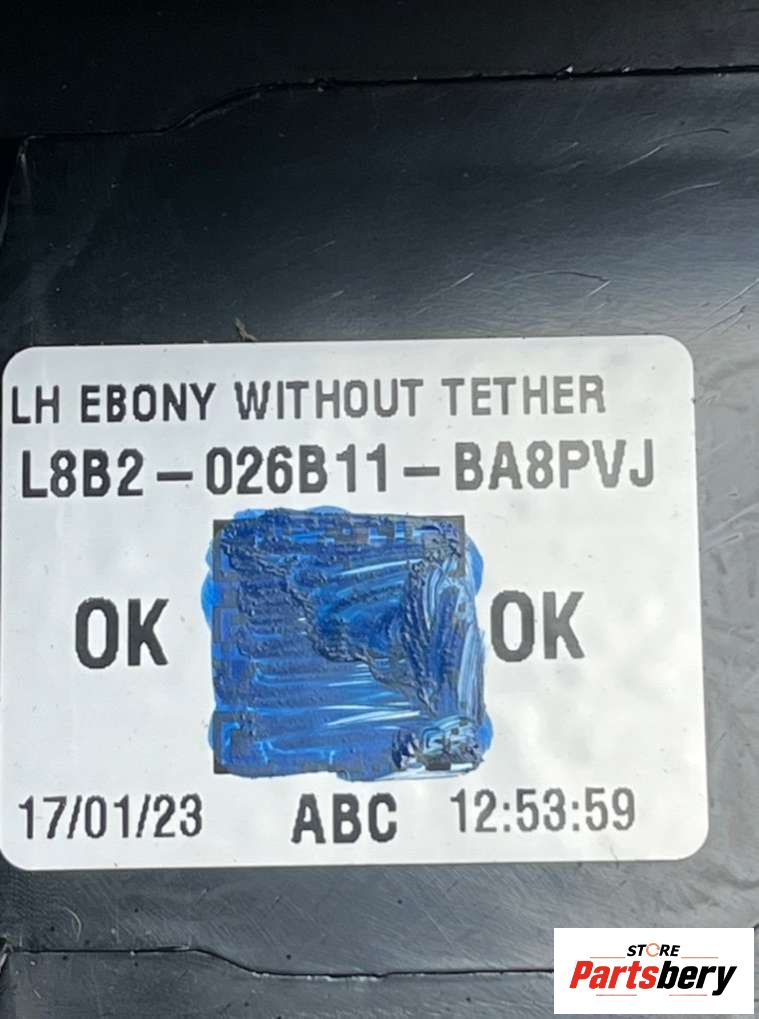 LH EBONY WITHOUT TETHER
L8B2-026B11-BA8PVJ
OK OK
17/01/23 ABC 12:53:59
STORE
Partsbery